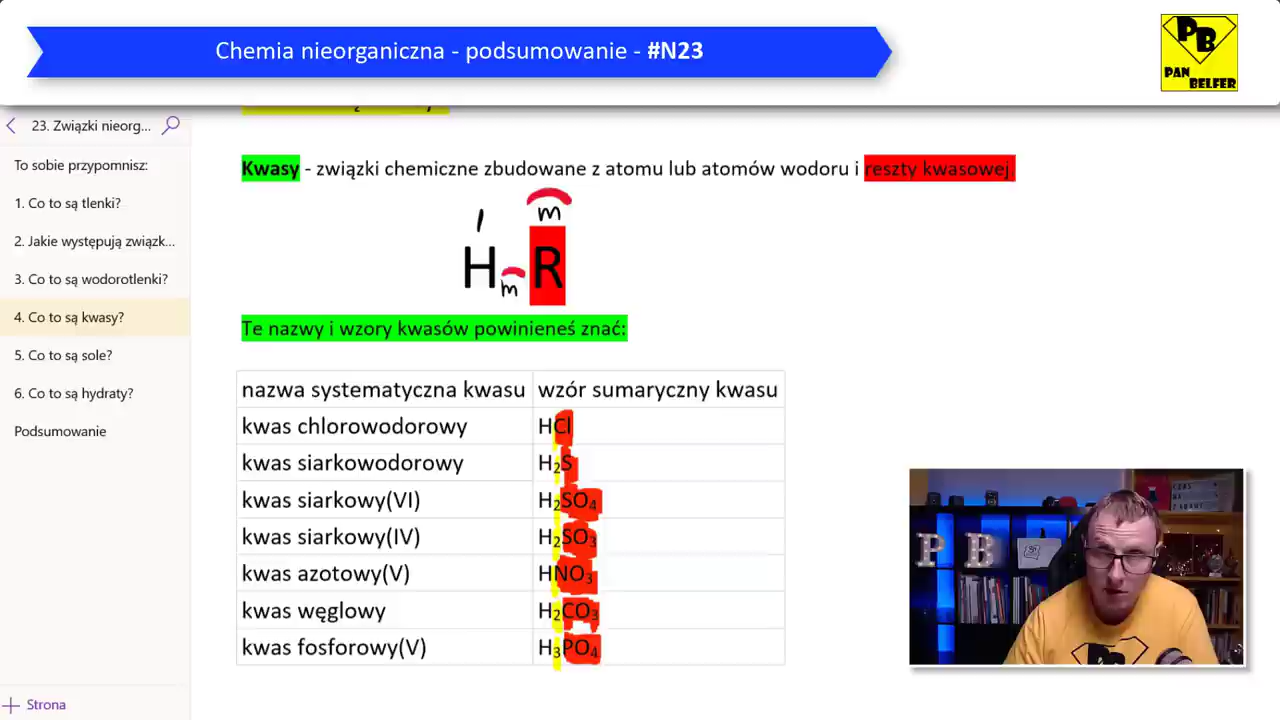 Chemia nieorganiczna - podsumowanie - #N23
PB
PAN
BELFER
23. Związki nieorg...
To sobie przypomnisz:
1. Co to są tlenki?
2. Jakie występują związk...
3. Co to są wodorotlenki?
4. Co to są kwasy?
5. Co to są sole?
6. Co to są hydraty?
Podsumowanie
Strona
Kwasy - związki chemiczne zbudowane z atomu lub atomów wodoru i reszty kwasowej
I m
HmR
Te nazwy i wzory kwasów powinieneś znać:
nazwa systematyczna kwasu wzór sumaryczny kwasu
kwas chlorowodorowy HCl
kwas siarkowodorowy H₂S
kwas siarkowy(VI) H₂SO₄
kwas siarkowy(IV) H₂SO₃
kwas azotowy(V) HNO₃
kwas węglowy H₂CO₃
kwas fosforowy(V) H₃PO₄
P B